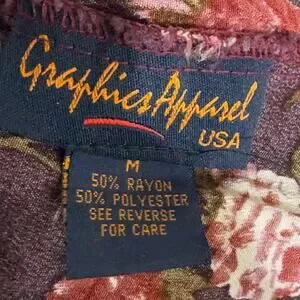 Graphics Apparel
USA
M
50% RAYON
50% POLYESTER
SEE REVERSE
FOR CARE